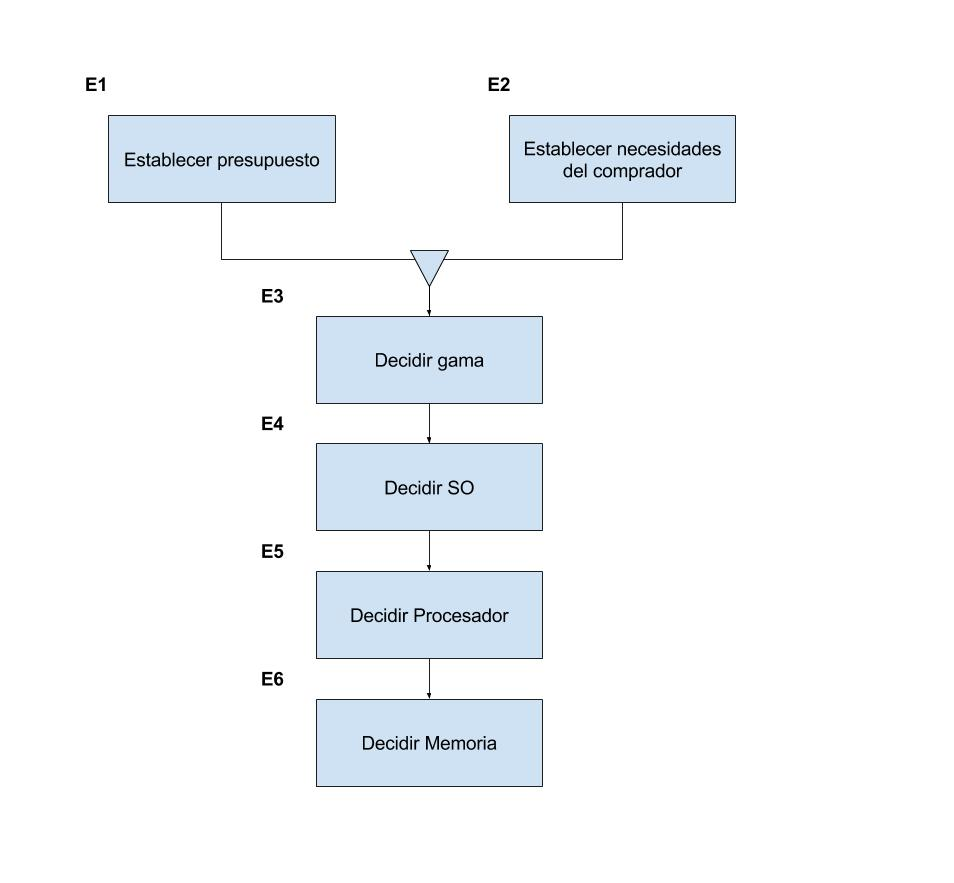 E1
E2
Establecer presupuesto
Establecer necesidades
del comprador
E3
Decidir gama
E4
Decidir SO
E5
Decidir Procesador
E6
Decidir Memoria